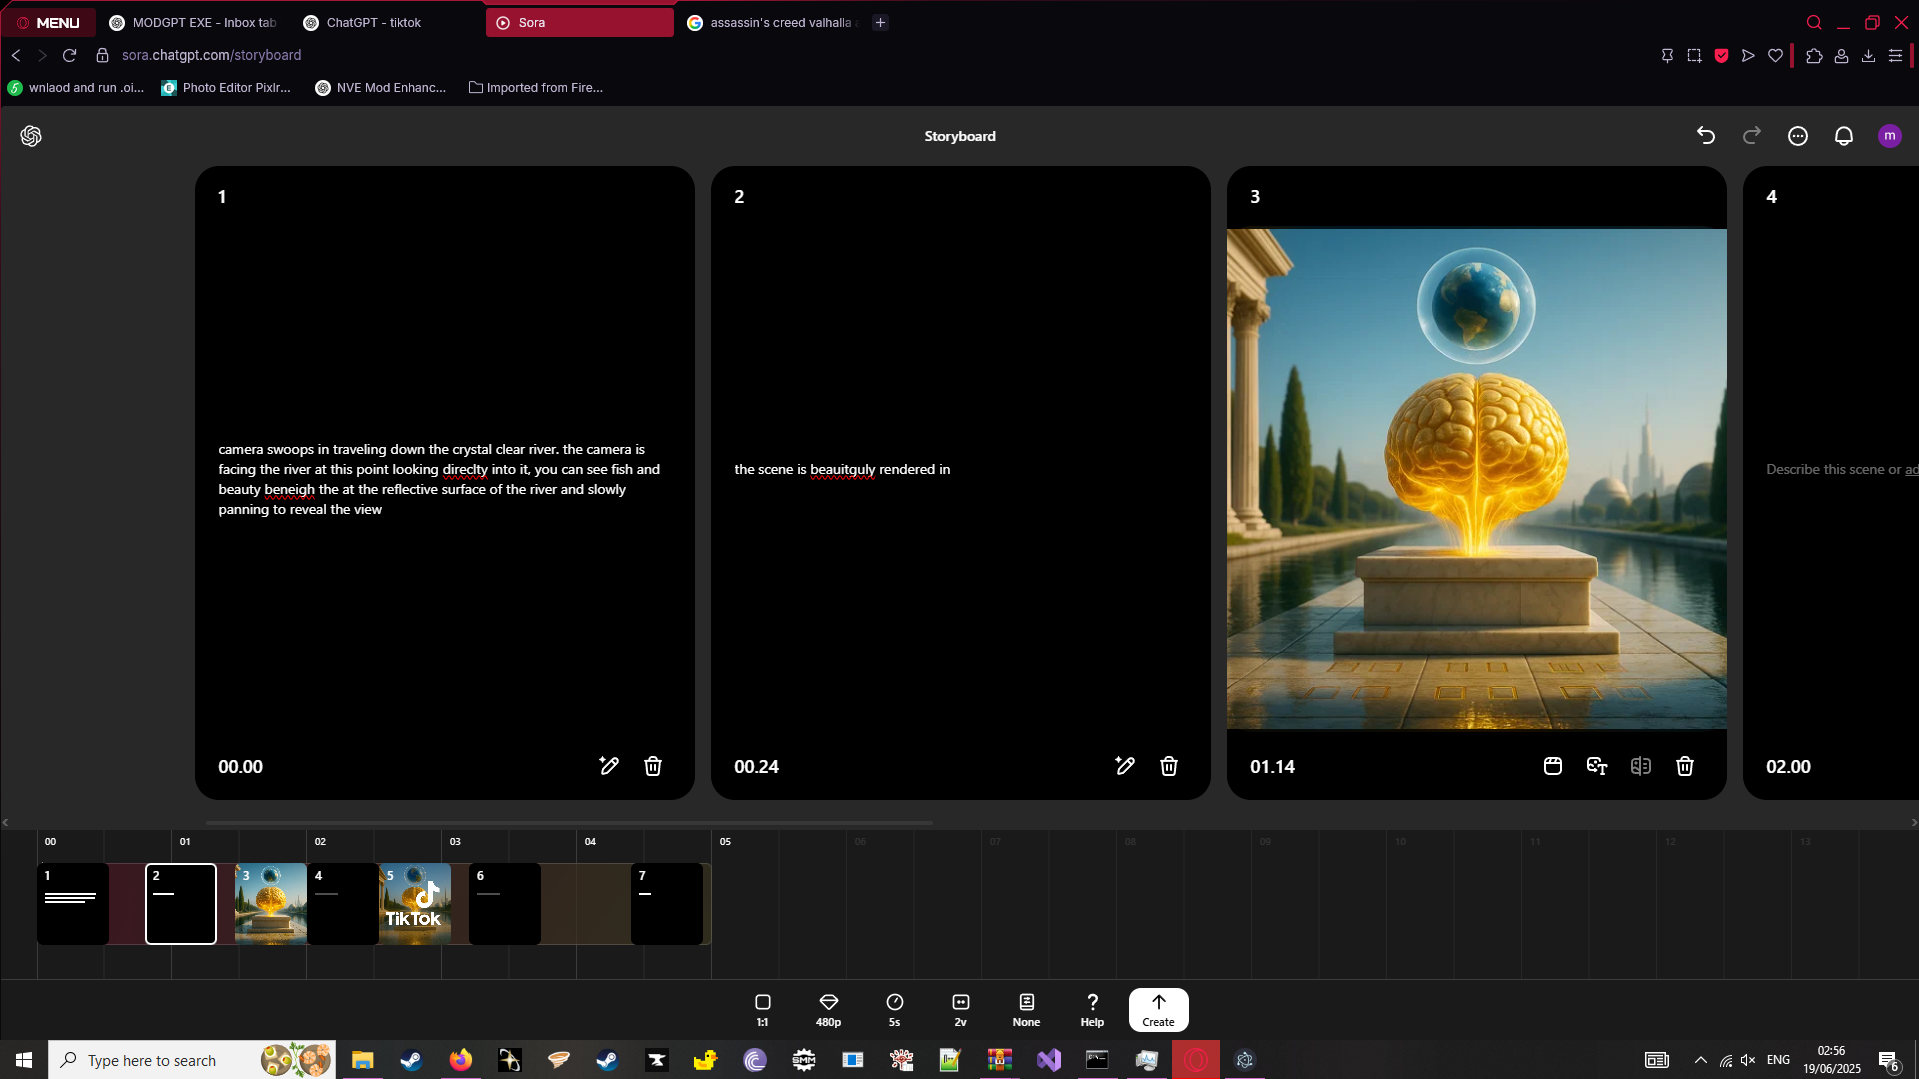 MENU
MODGPT EXE - Inbox tab
ChatGPT - tiktok
Sora
assassin's creed valhalla
sora.chatgpt.com/storyboard
wnlaod and run .oi...
Photo Editor Pixlr...
NVE Mod Enhanc...
Imported from Fire...
Storyboard
m
1
2
3
4
camera swoops in traveling down the crystal clear river. the camera is
facing the river at this point looking direclty into it, you can see fish and
beauty beneigh the at the reflective surface of the river and slowly
panning to reveal the view
the scene is beauitguly rendered in
Describe this scene or ad
00.00
00.24
01.14
02.00
00
01
02
03
04
05
06
07
08
09
10
11
12
13
1
2
3
4
5
6
7
TikTok
1:1
480p
5s
2v
None
Help
Create
Type here to search
SMM
ENG
02:56
19/06/2025
6